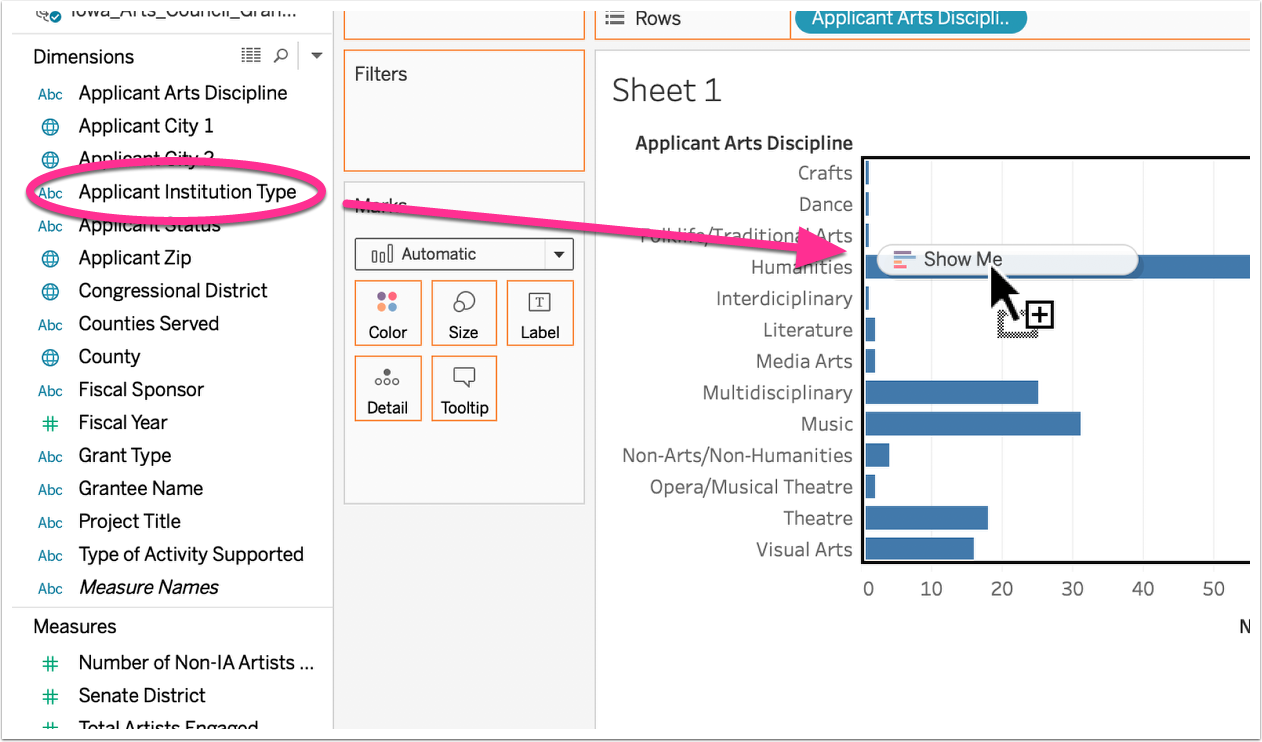 Iowa_Arts_Council_Gran...
Dimensions
Abc Applicant Arts Discipline
Applicant City 1
Applicant City 2
Abc Applicant Institution Type
Abc Applicant Status
Applicant Zip
Congressional District
Abc Counties Served
County
Abc Fiscal Sponsor
# Fiscal Year
Abc Grant Type
Abc Grantee Name
Abc Project Title
Abc Type of Activity Supported
Abc Measure Names
Measures
# Number of Non-IA Artists ...
# Senate District
# Total Artists Engaged
Filters
Marks
Automatic
Color
Size
T
Label
Detail
Tooltip
Rows
Applicant Arts Discipli..
Sheet 1
Applicant Arts Discipline
Crafts
Dance
Folklife/Traditional Arts
Humanities
Show Me
Interdiciplinary
Literature
Media Arts
Multidisciplinary
Music
Non-Arts/Non-Humanities
Opera/Musical Theatre
Theatre
Visual Arts
0 10 20 30 40 50
N